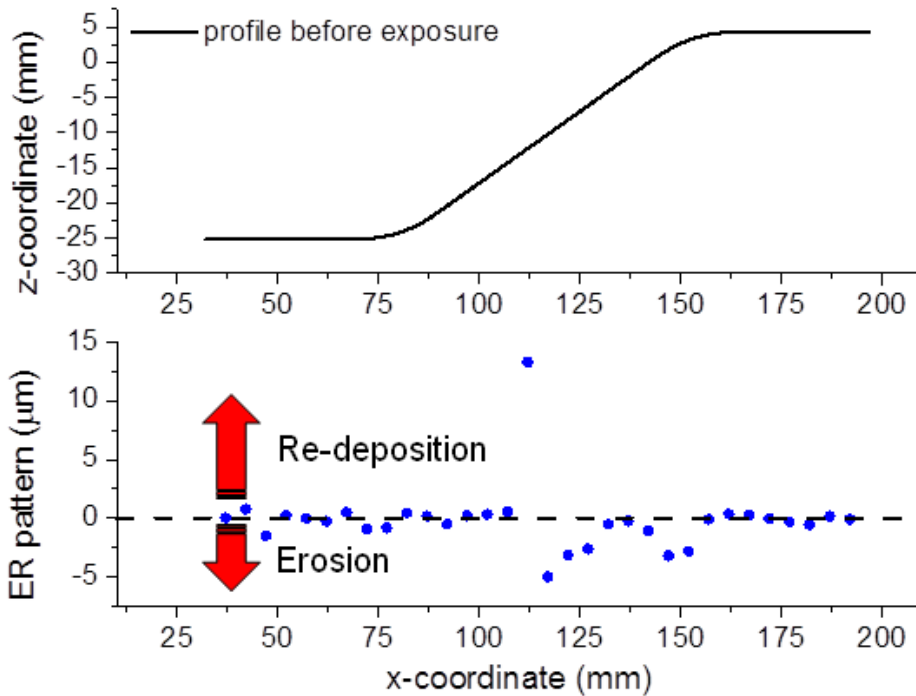 profile before exposure
z-coordinate (mm)
5
0
-5
-10
-15
-20
-25
-30
25 50 75 100 125 150 175 200
ER pattern (µm)
15
10
5
0
-5
Re-deposition
Erosion
25 50 75 100 125 150 175 200
x-coordinate (mm)